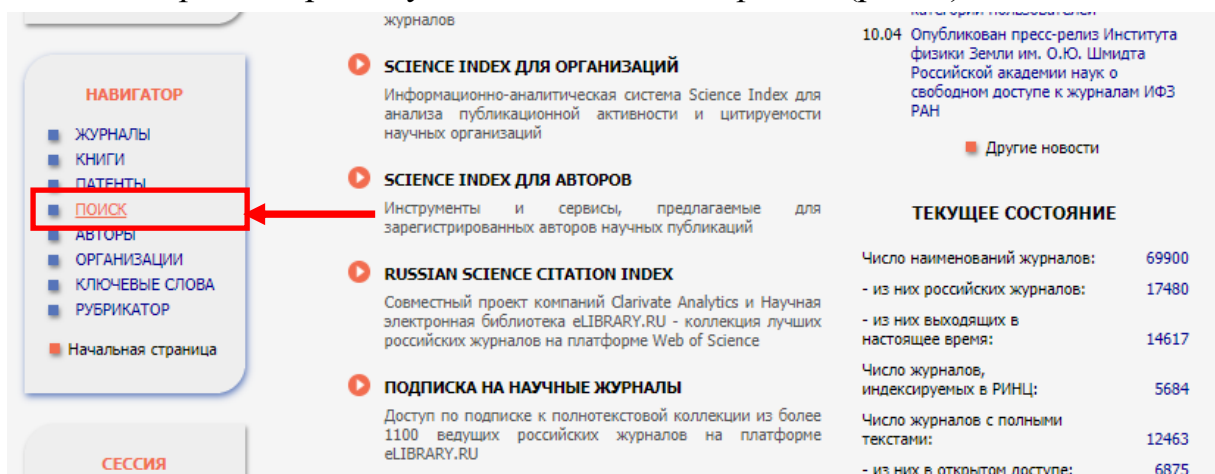 журналов
НАВИГАТОР
ЖУРНАЛЫ
КНИГИ
ПАТЕНТЫ
ПОИСК
АВТОРЫ
ОРГАНИЗАЦИИ
КЛЮЧЕВЫЕ СЛОВА
РУБРИКАТОР
Начальная страница
СЕССИЯ
SCIENCE INDEX ДЛЯ ОРГАНИЗАЦИЙ
Информационно-аналитическая система Science Index для
анализа публикационной активности и цитируемости
научных организаций
SCIENCE INDEX ДЛЯ АВТОРОВ
Инструменты и сервисы, предлагаемые для
зарегистрированных авторов научных публикаций
RUSSIAN SCIENCE CITATION INDEX
Совместный проект компаний Clarivate Analytics и Научная
электронная библиотека eLIBRARY.RU - коллекция лучших
российских журналов на платформе Web of Science
ПОДПИСКА НА НАУЧНЫЕ ЖУРНАЛЫ
Доступ по подписке к полнотекстовой коллекции из более
1100 ведущих российских журналов на платформе
eLIBRARY.RU
категорий пользователей
10.04 Опубликован пресс-релиз Института
физики Земли им. О.Ю. Шмидта
Российской академии наук о
свободном доступе к журналам ИФЗ
РАН
Другие новости
ТЕКУЩЕЕ СОСТОЯНИЕ
Число наименований журналов: 69900
- из них российских журналов: 17480
- из них выходящих в
настоящее время: 14617
Число журналов,
индексируемых в РИНЦ: 5684
Число журналов с полными
текстами: 12463
- из них в открытом доступе: 6875